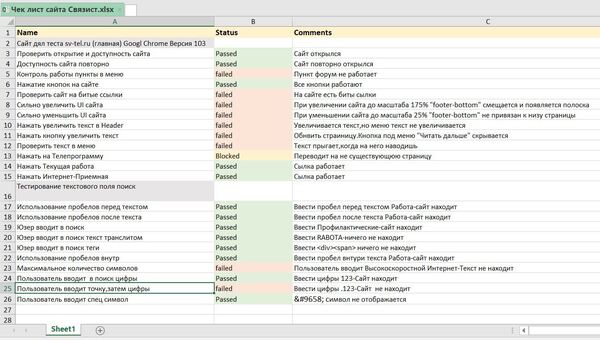 Чек лист сайта Связист.xlsx
A B C
1 Name Status Comments
2 Сайт дял теста sv-tel.ru (главная) Googl Chrome Версия 103
3 Проверить открытие и доступность сайта Passed Сайт открылся
4 Доступность сайта повторно Passed Сайт повторно открылся
5 Контроль работы пункты в меню failed Пункт форум не работает
6 Нажатие кнопок на сайте Passed Все кнопки работают
7 Проверить сайт на битые ссылки failed На сайте есть биты сылки
8 Сильно увеличить UI сайта failed При увеличении сайта до масштаба 175% "footer-bottom" смещается и появляется полоска
9 Сильно уменьшить UI сайта failed При уменьшении сайта до масштаба 25% "footer-bottom" не привязан к низу страницы
10 Нажать увеличить текст в Header failed Увеличивается текст,но меню текст не увеличивается
11 Нажать кнопку увеличить текст failed Обнвить страиницу.Кнопка под меню "Читать дальше" скрывается
12 Проверить текст в меню failed Текст прыгает,когда на него наводишь
13 Нажать на Телепрограмму Blocked Переводит на не существующюю страницу
14 Нажать Текущая работа Passed Сылка работает
15 Нажать Интернет-Приемная Passed Сылка работает
16 Тестирование текстового поля поиск
17 Использование пробелов перед текстом Passed Ввести пробел перед текстом Работа-сайт находит
18 Использование пробелов после текста Passed Ввести пробел после текста Работа-Сайт находит
19 Юзер вводит в поиск Passed Ввести Профилактические-сайт находит
20 Юзер вводит в поиск текст транслитом Passed Ввести RABOTA-ничего не находит
21 Юзер вводит в поиск теги Passed Ввести <div><span> ничего не находит
22 Использование пробелов внутр Passed Ввести пробел внтури текста Работа-сайт находит
23 Максимальное количество символов failed Пользователь вводит Высокоскоростной Интернет-Текст не находит
24 Пользователь вводит в поиск цифры Passed Ввести цифры 123-Сайт находит
25 Пользователь вводит точку,затем цифры failed Ввести цифры .123-Сайт не находит
26 Пользователь вводит спец символ Passed &#9658; символ не отображается
27
28
Sheet1